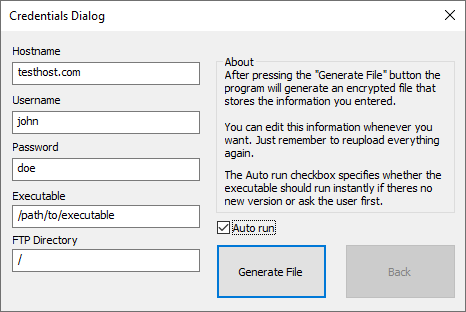 Credentials Dialog
Hostname
testhost.com
Username
john
Password
doe
Executable
/path/to/executable
FTP Directory
/
About
After pressing the "Generate File" button the
program will generate an encrypted file that
stores the information you entered.
You can edit this information whenever you
want. Just remember to reupload everything
again.
The Auto run checkbox specifies whether the
executable should run instantly if theres no
new version or ask the user first.
Auto run
Generate File
Back